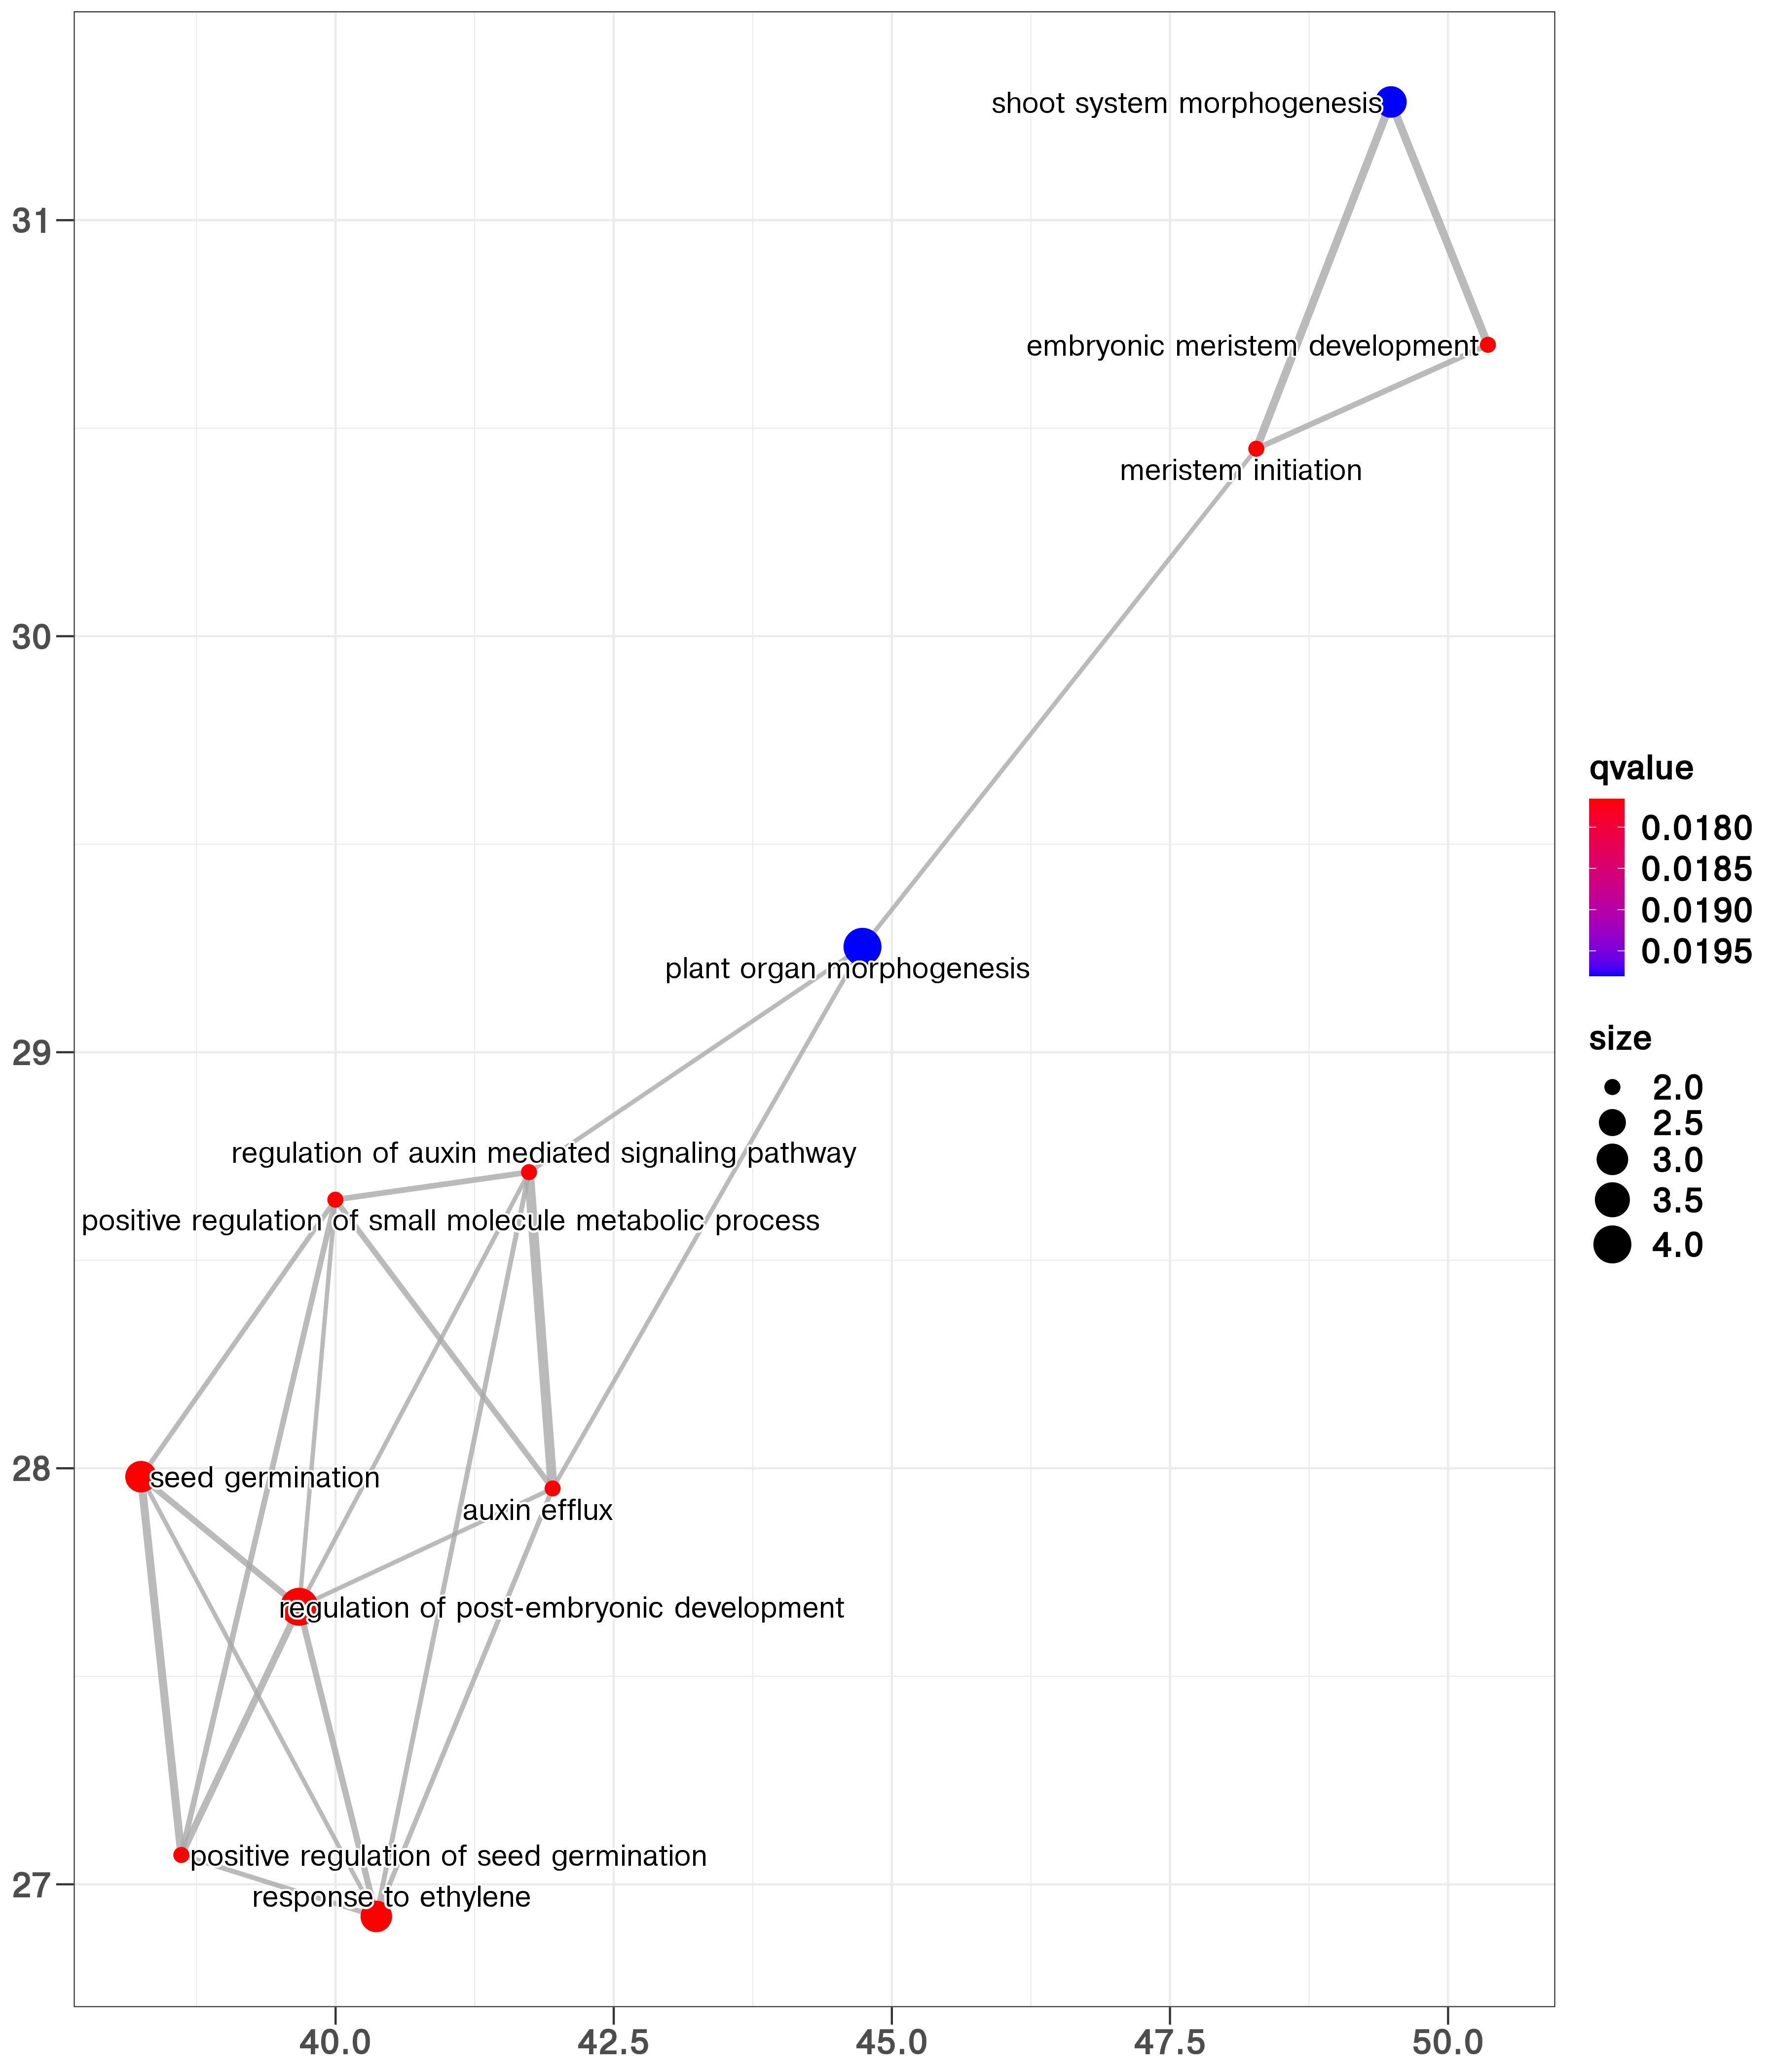 shoot system morphogenesis
31
embryonic meristem development
meristem initiation
30
plant organ morphogenesis
29
regulation of auxin mediated signaling pathway
positive regulation of small molecule metabolic process
28
seed germination
auxin efflux
regulation of post-embryonic development
positive regulation of seed germination
27
response to ethylene
40.0 42.5 45.0 47.5 50.0
qvalue
0.0180
0.0185
0.0190
0.0195
size
2.0
2.5
3.0
3.5
4.0